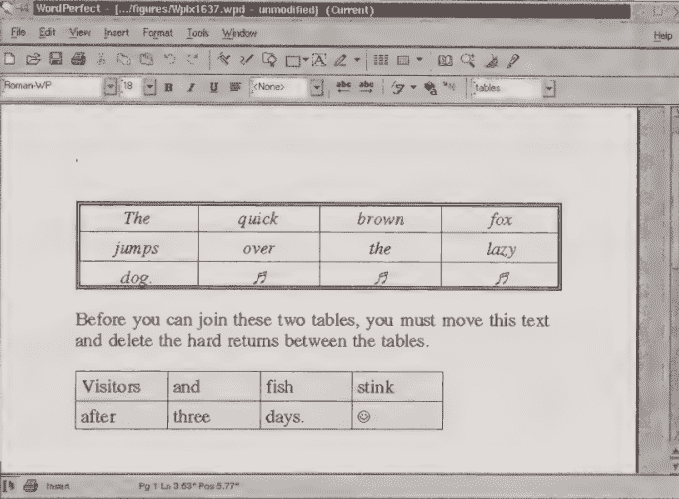 WordPerfect - [.../figures/Wplx1637.wpd - unmodified] (Current)
File Edit View Insert Format Tools Window Help
Roman-WP 18 B I U <None> abc abc tables
The quick brown fox
jumps over the lazy
dog. ♬ ♬ ♬
Before you can join these two tables, you must move this text
and delete the hard returns between the tables.
Visitors and fish stink
after three days. ☺
Insert Pg 1 Ln 3.63" Pos 5.77"